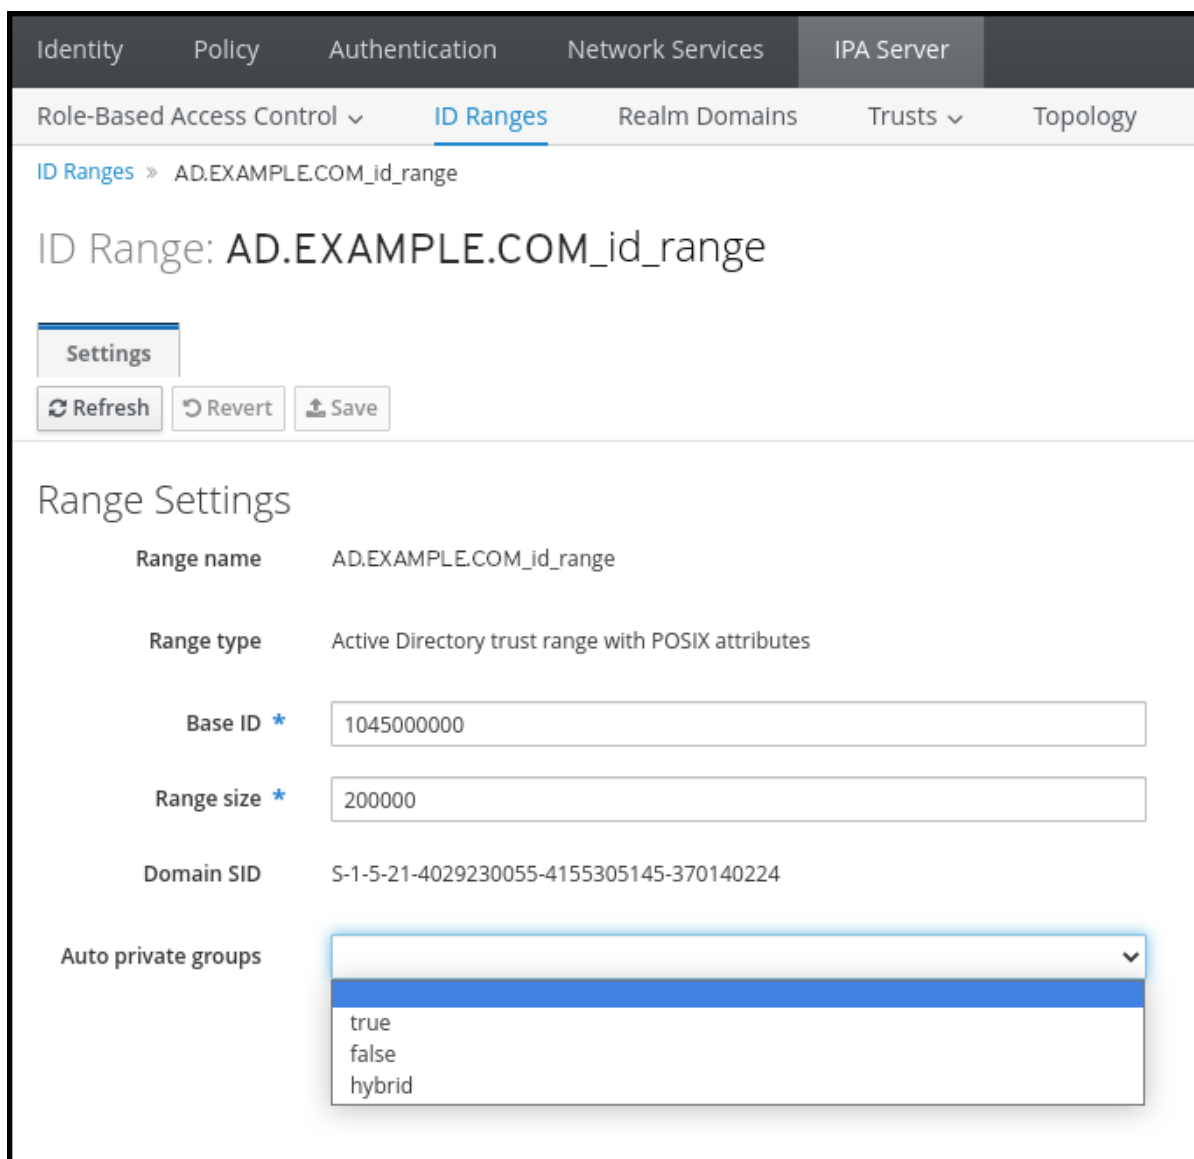 Identity Policy Authentication Network Services IPA Server
Role-Based Access Control ID Ranges Realm Domains Trusts Topology
ID Ranges » AD.EXAMPLE.COM_id_range
ID Range: AD.EXAMPLE.COM_id_range
Settings
Refresh Revert Save
Range Settings
Range name AD.EXAMPLE.COM_id_range
Range type Active Directory trust range with POSIX attributes
Base ID * 1045000000
Range size * 200000
Domain SID S-1-5-21-4029230055-4155305145-370140224
Auto private groups
true
false
hybrid